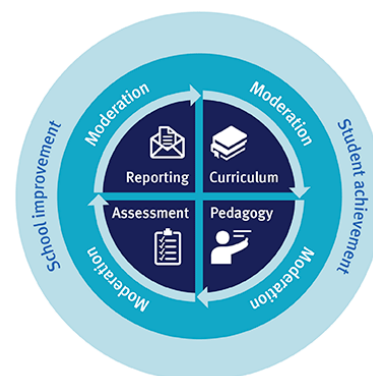 Moderation
Moderation
School improvement
Student achievement
Reporting
Curriculum
Assessment
Pedagogy
Moderation
Moderation